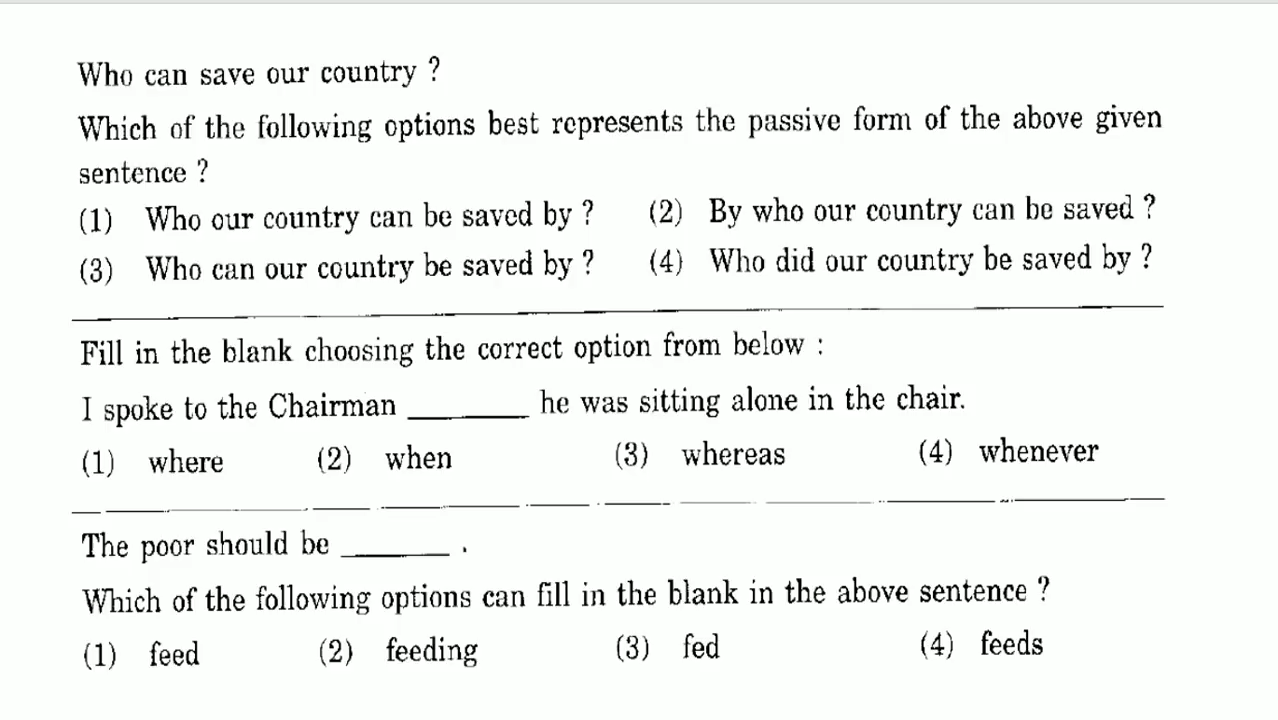 Who can save our country ?
Which of the following options best represents the passive form of the above given
sentence ?
(1) Who our country can be saved by ? (2) By who our country can be saved ?
(3) Who can our country be saved by ? (4) Who did our country be saved by ?
Fill in the blank choosing the correct option from below :
I spoke to the Chairman ________ he was sitting alone in the chair.
(1) where (2) when (3) whereas (4) whenever
The poor should be _______ .
Which of the following options can fill in the blank in the above sentence ?
(1) feed (2) feeding (3) fed (4) feeds